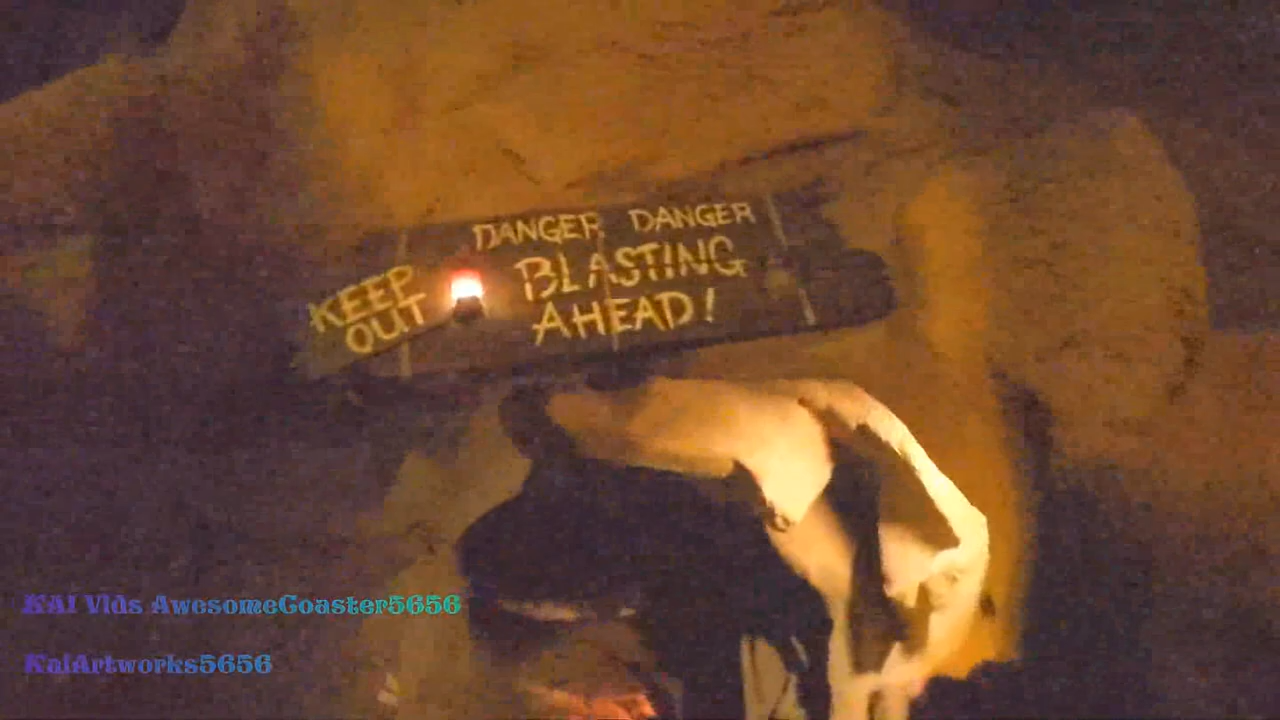 DANGER DANGER
BLASTING
AHEAD!
KEEP
OUT
KAI Vids AwesomeCoaster5656
KaiArtworks5656